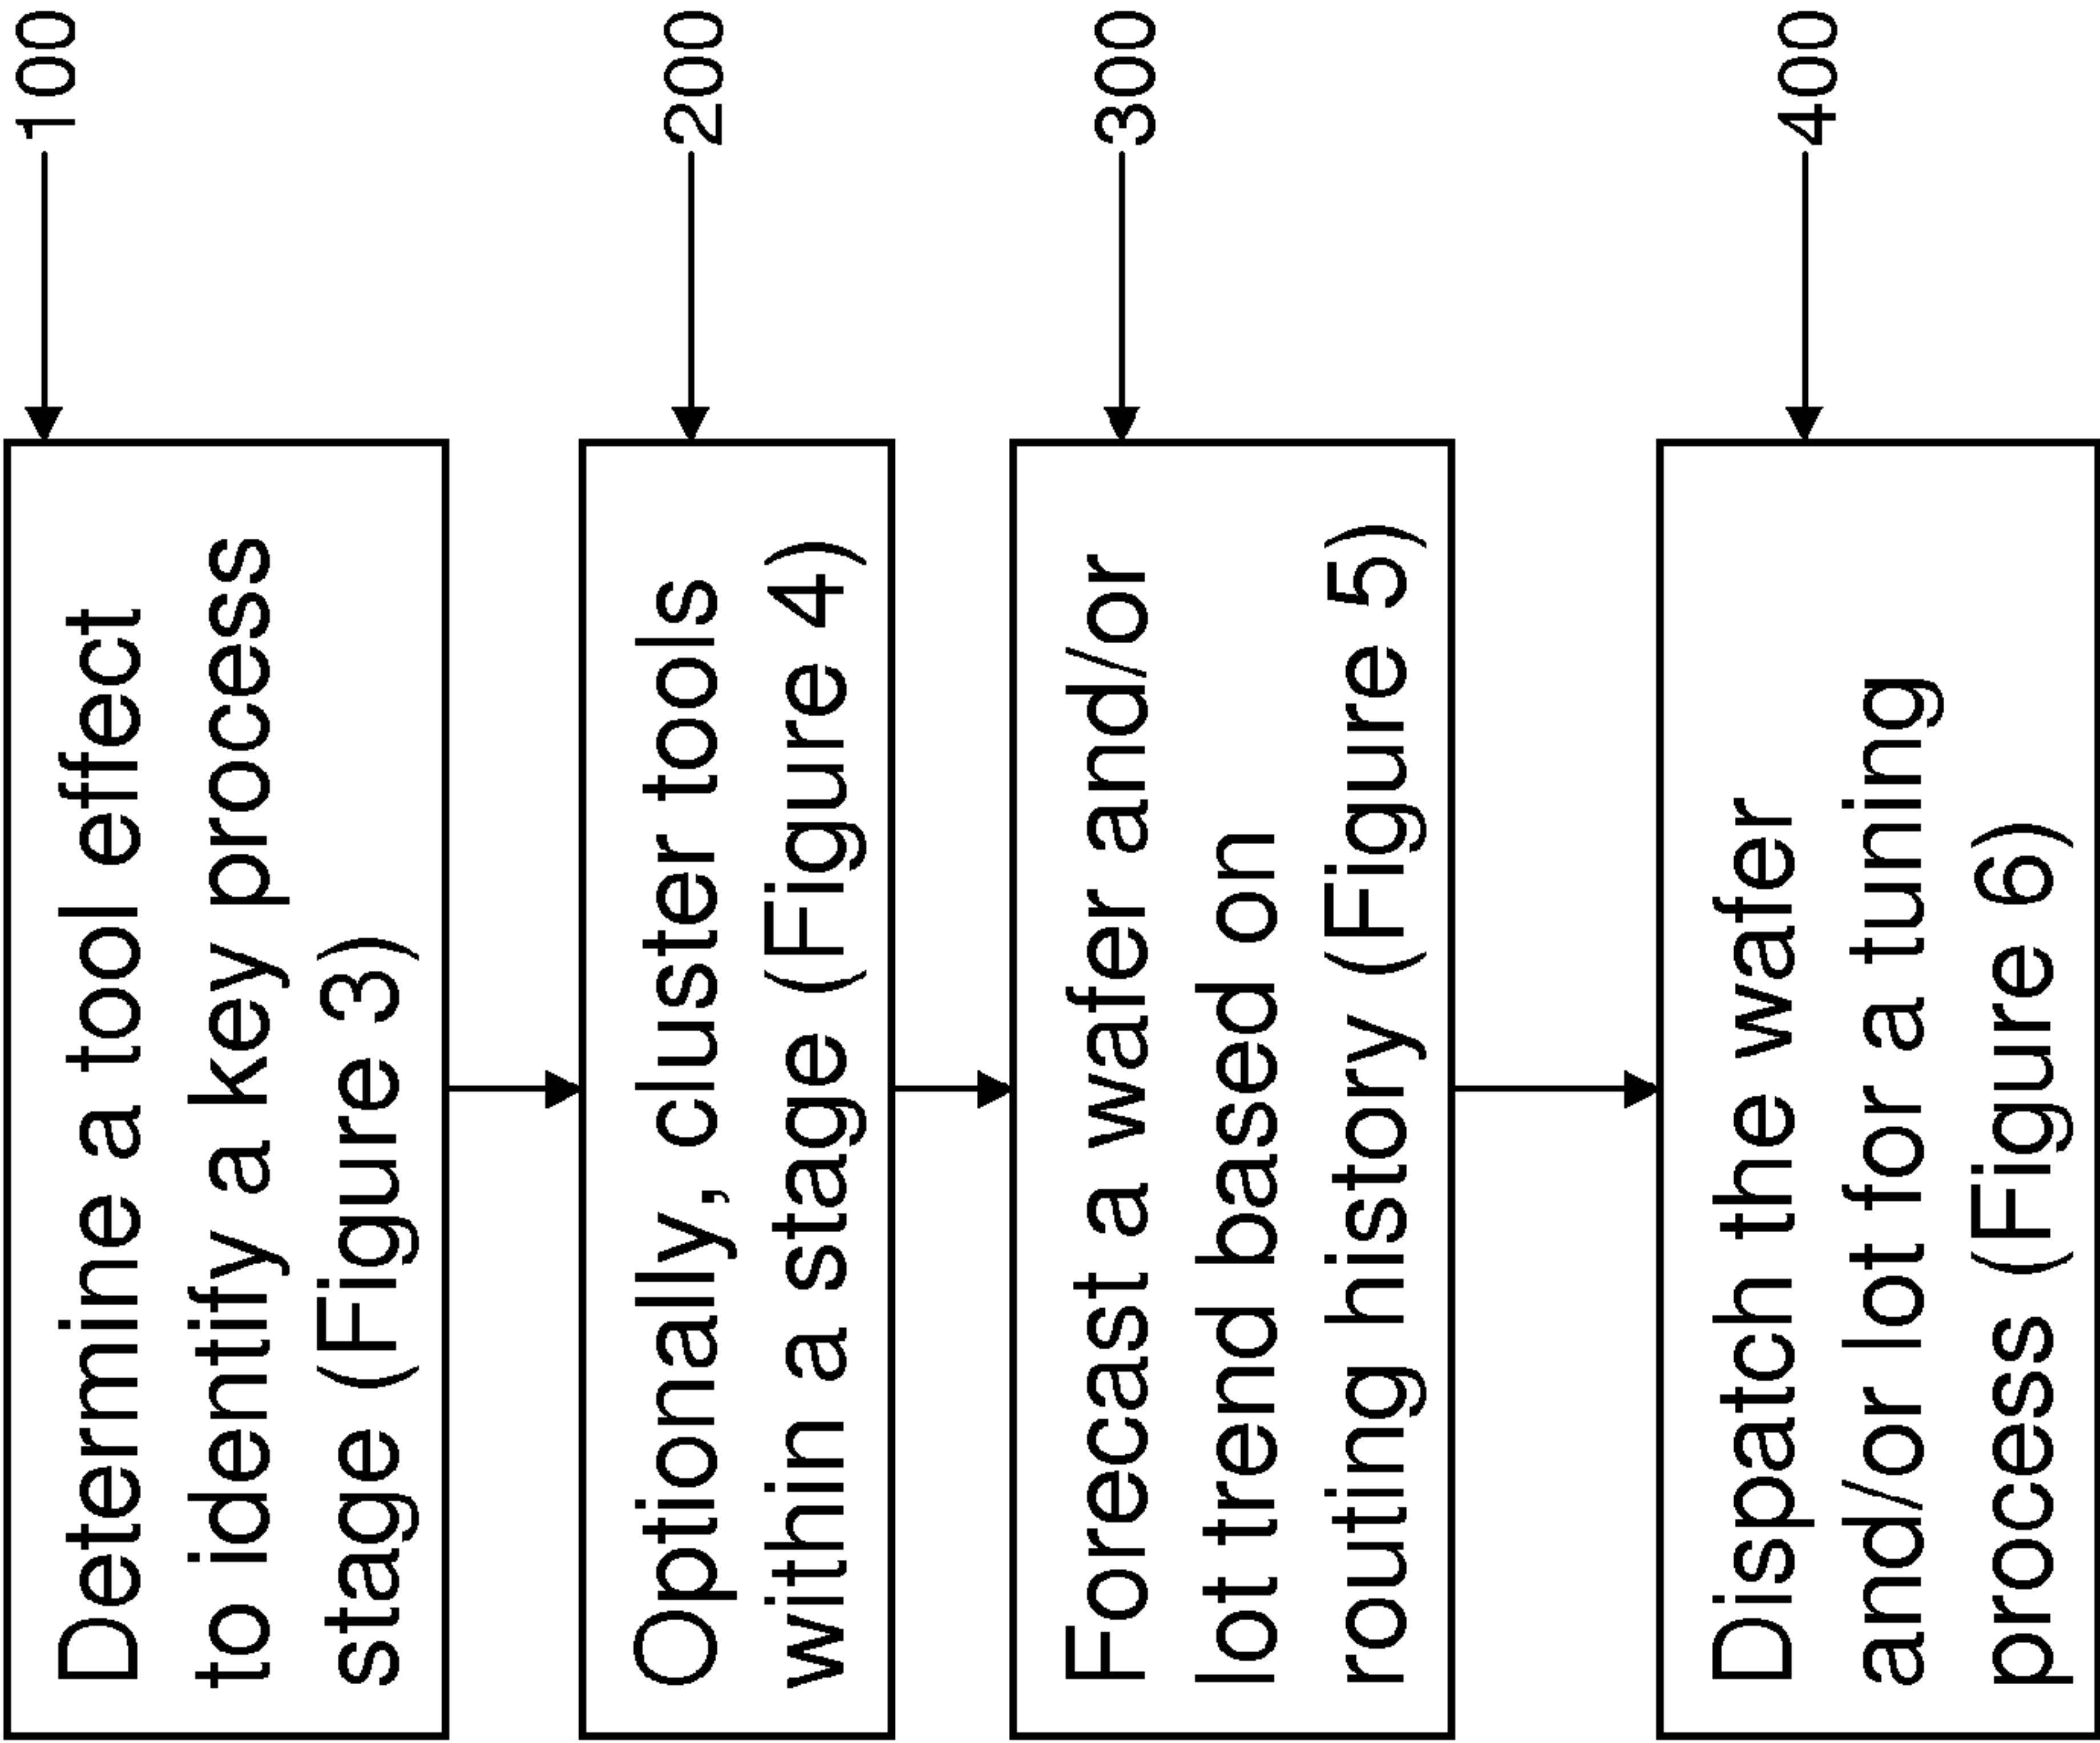 Determine a tool effect
to identify a key process
stage (Figure 3)
100
Optionally, cluster tools
within a stage (Figure 4)
200
Forecast a wafer and/or
lot trend based on
routing history (Figure 5)
300
Dispatch the wafer
and/or lot for a tuning
process (Figure 6)
400